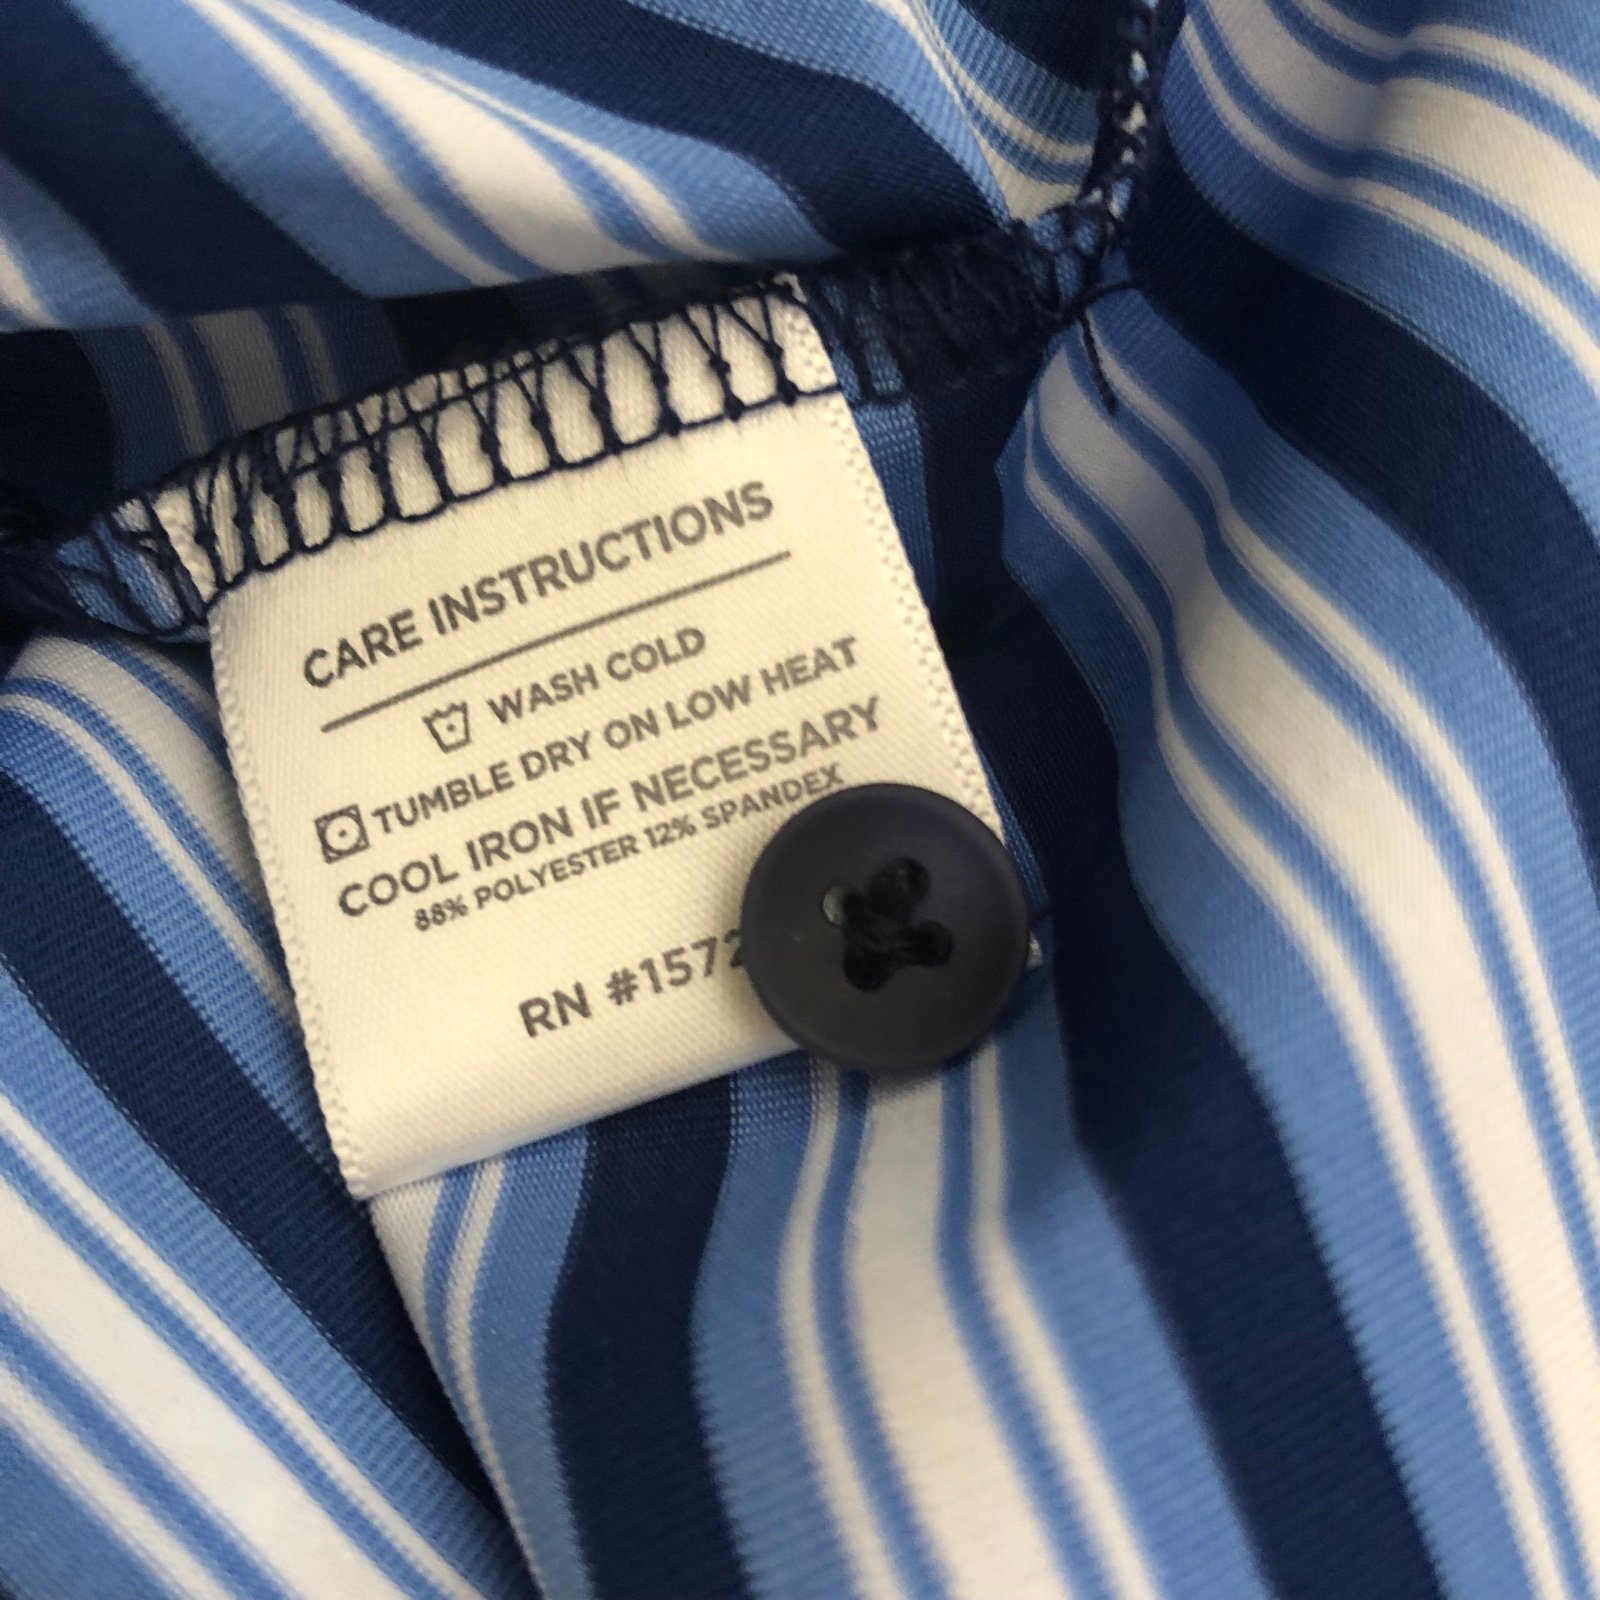 CARE INSTRUCTIONS
WASH COLD
TUMBLE DRY ON LOW HEAT
COOL IRON IF NECESSARY
88% POLYESTER 12% SPANDEX
RN #1572